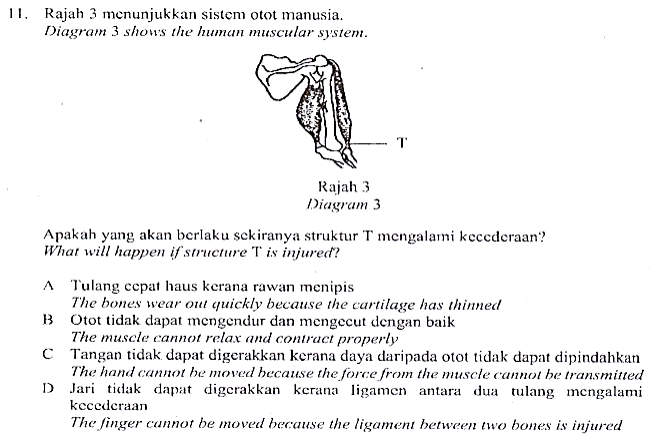 11. Rajah 3 menunjukkan sistem otot manusia.
Diagram 3 shows the human muscular system.
T
Rajah 3
Diagram 3
Apakah yang akan berlaku sekiranya struktur T mengalami kecederaan?
What will happen if structure T is injured?
A Tulang cepat haus kerana rawan menipis
The bones wear out quickly because the cartilage has thinned
B Otot tidak dapat mengendur dan mengecut dengan baik
The muscle cannot relax and contract properly
C Tangan tidak dapat digerakkan kerana daya daripada otot tidak dapat dipindahkan
The hand cannot be moved because the force from the muscle cannot be transmitted
D Jari tidak dapat digerakkan kerana ligamen antara dua tulang mengalami
kecederaan
The finger cannot be moved because the ligament between two bones is injured